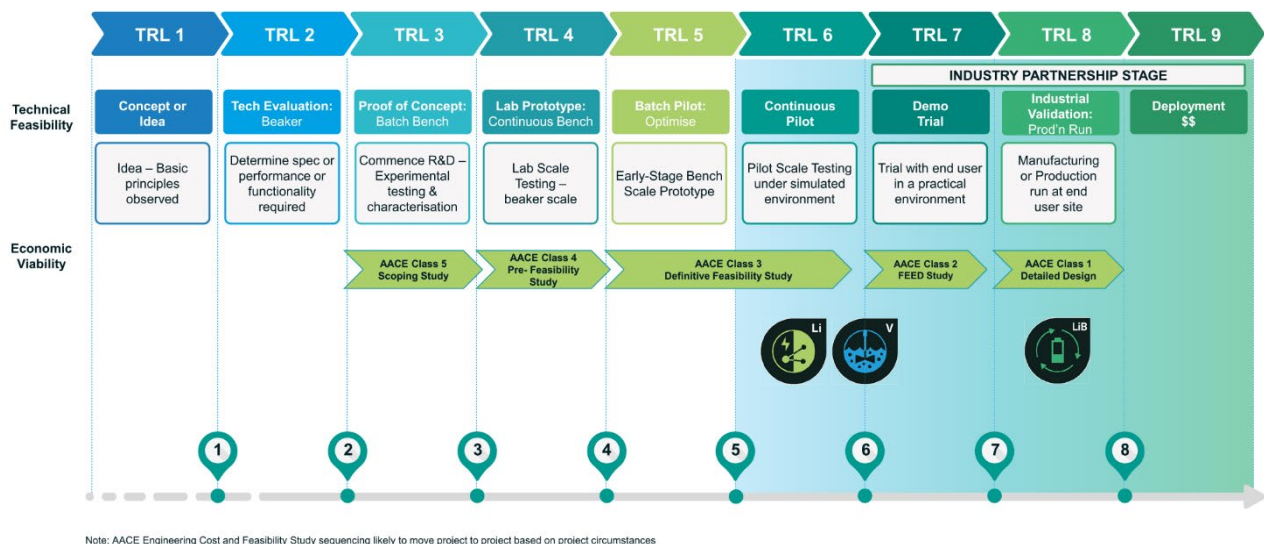 TRL 1
TRL 2
TRL 3
TRL 4
TRL 5
TRL 6
TRL 7
TRL 8
TRL 9
INDUSTRY PARTNERSHIP STAGE
Technical
Feasibility
Concept or
Idea
Tech Evaluation:
Beaker
Proof of Concept:
Batch Bench
Lab Prototype:
Continuous Bench
Batch Pilot:
Optimise
Continuous
Pilot
Demo
Trial
Industrial
Validation:
Prod'n Run
Deployment
$$
Idea – Basic
principles
observed
Determine spec or
performance or
functionality
required
Commence R&D –
Experimental
testing &
characterisation
Lab Scale
Testing –
beaker scale
Early-Stage Bench
Scale Prototype
Pilot Scale Testing
under simulated
environment
Trial with end user
in a practical
environment
Manufacturing
or Production
run at end
user site
Economic
Viability
AACE Class 5
Scoping Study
AACE Class 4
Pre- Feasibility
Study
AACE Class 3
Definitive Feasibility Study
AACE Class 2
FEED Study
AACE Class 1
Detailed Design
Li
V
LiB
1
2
3
4
5
6
7
8
Note: AACE Engineering Cost and Feasibility Study sequencing likely to move project to project based on project circumstances